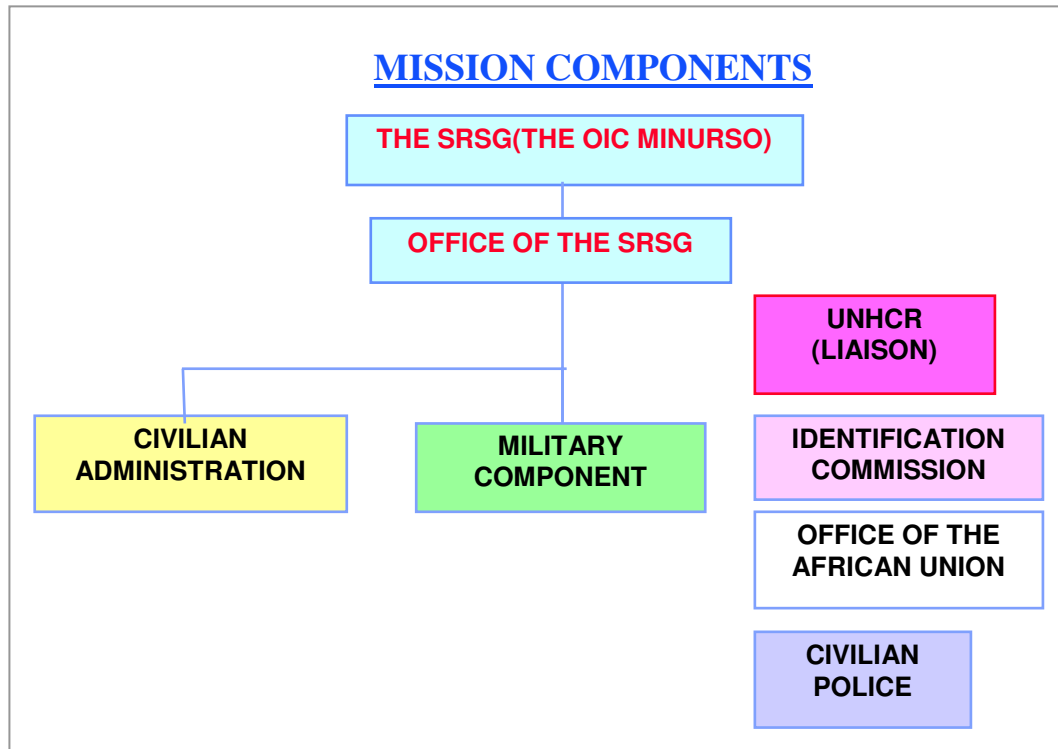 MISSION COMPONENTS
THE SRSG(THE OIC MINURSO)
OFFICE OF THE SRSG
UNHCR
(LIAISON)
CIVILIAN
ADMINISTRATION
MILITARY
COMPONENT
IDENTIFICATION
COMMISSION
OFFICE OF THE
AFRICAN UNION
CIVILIAN
POLICE